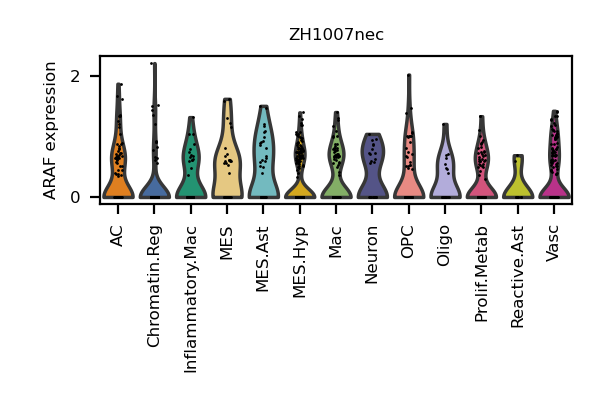 ZH1007nec
ARAF expression
2
0
AC
Chromatin.Reg
Inflammatory.Mac
MES
MES.Ast
MES.Hyp
Mac
Neuron
OPC
Oligo
Prolif.Metab
Reactive.Ast
Vasc